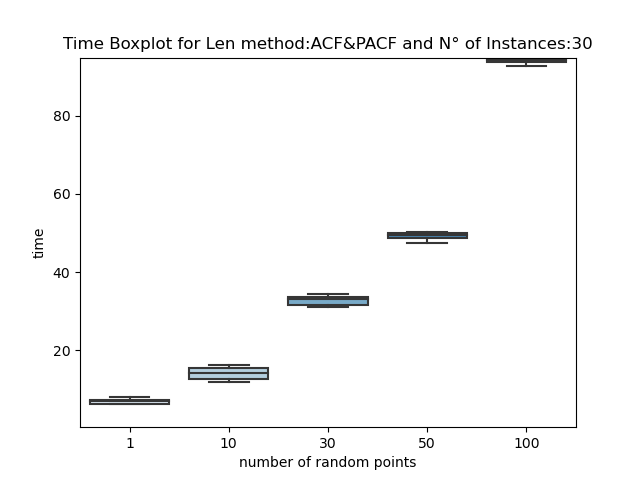 Time Boxplot for Len method:ACF&PACF and N° of Instances:30
80
60
40
20
time
1 10 30 50 100
number of random points